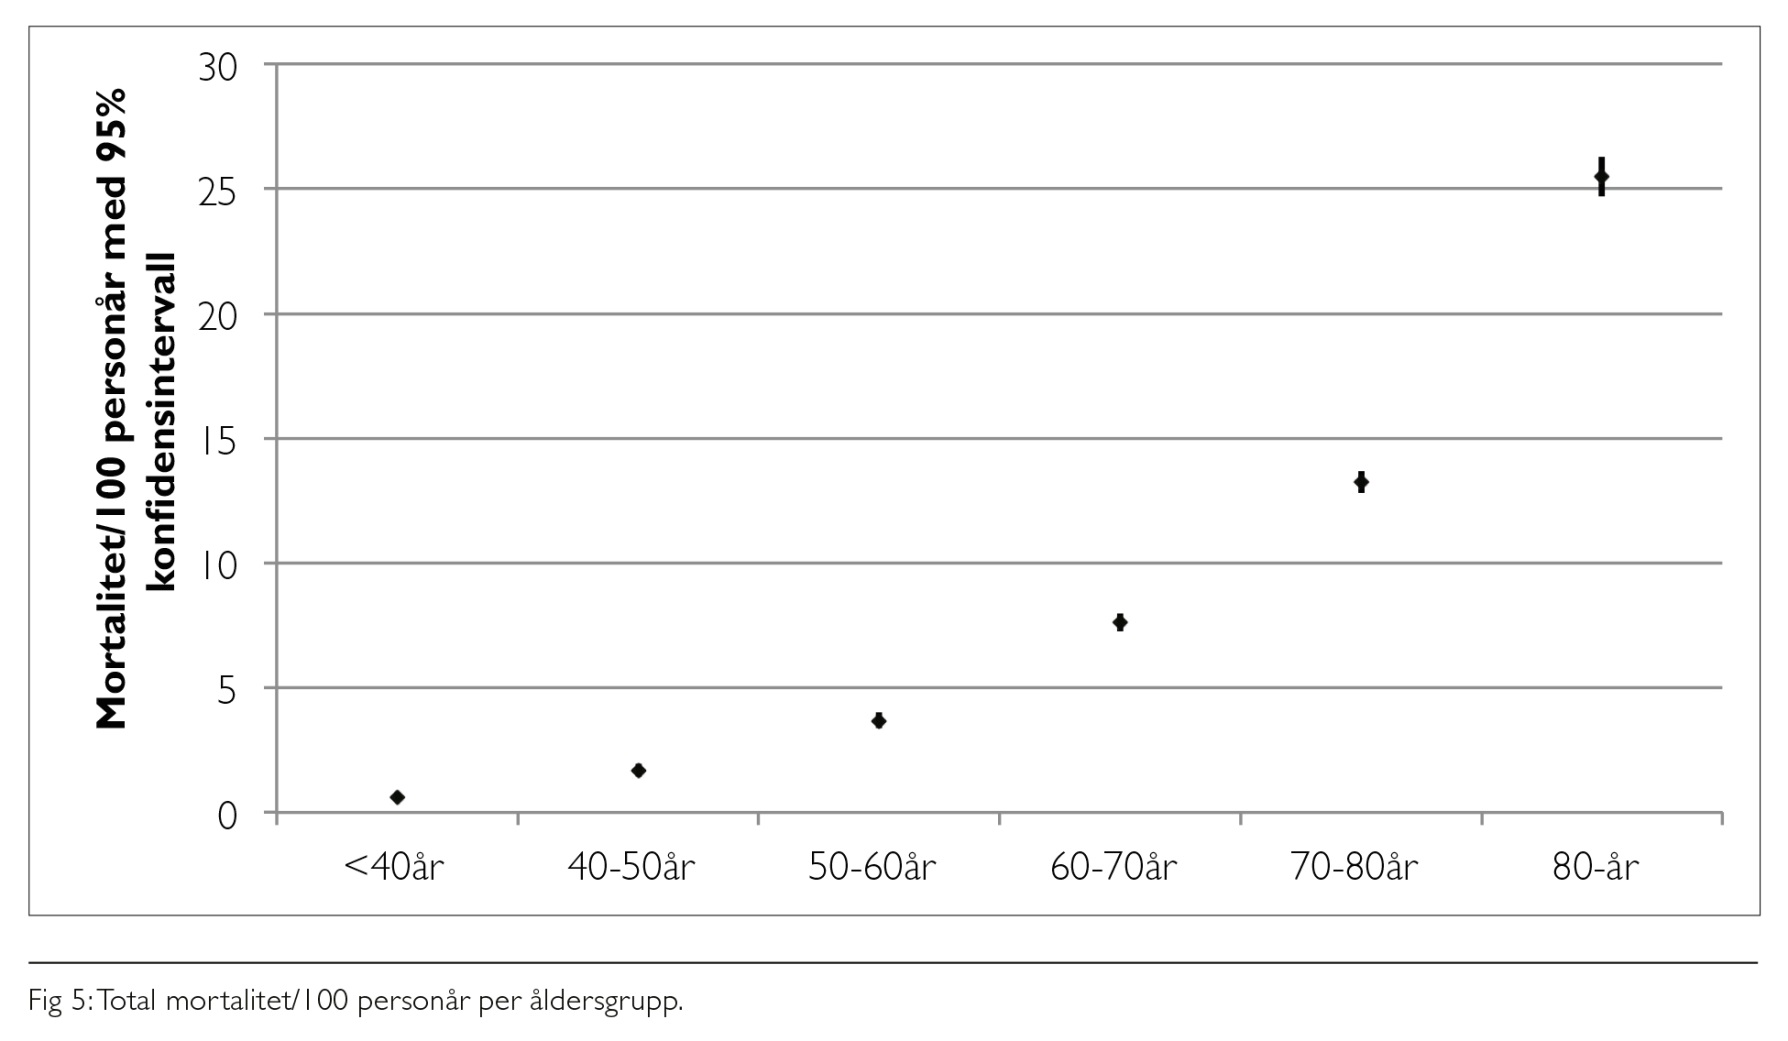 Mortalitet/100 personår med 95%
konfidensintervall
30
25
20
15
10
5
0
<40år 40-50år 50-60år 60-70år 70-80år 80-år
Fig 5: Total mortalitet/100 personår per åldersgrupp.